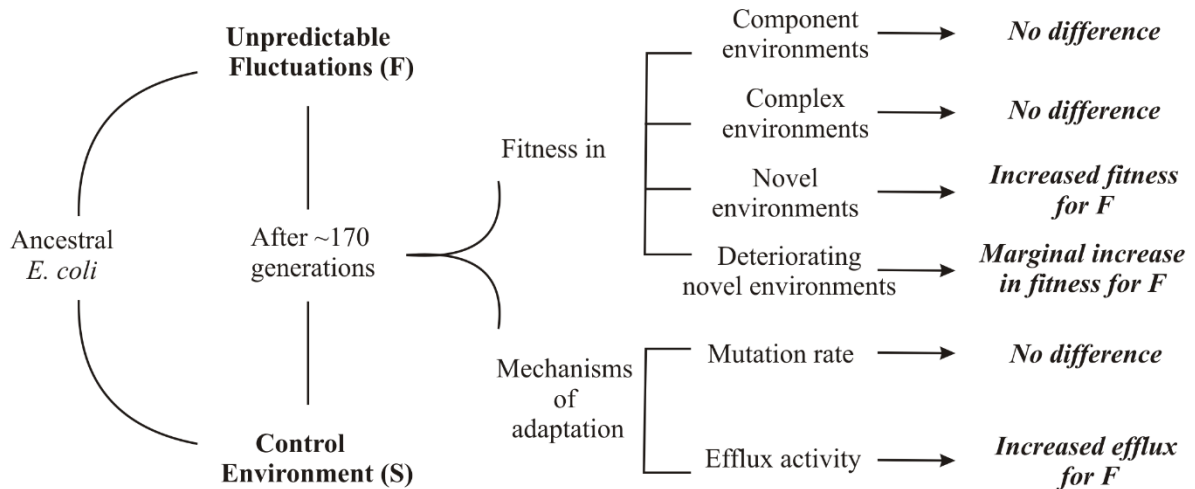 Unpredictable
Fluctuations (F)
Ancestral
E. coli
After ~170
generations
Control
Environment (S)
Fitness in
Component
environments
No difference
Complex
environments
No difference
Novel
environments
Increased fitness
for F
Deteriorating
novel environments
Marginal increase
in fitness for F
Mechanisms
of
adaptation
Mutation rate
No difference
Efflux activity
Increased efflux
for F